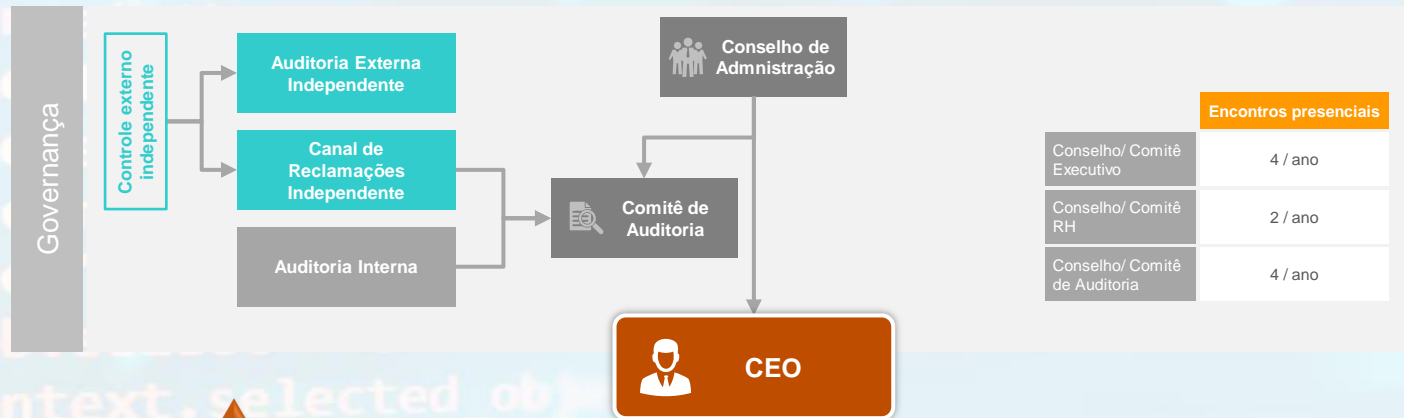 Governança
Controle externo
independente
Auditoria Externa
Independente
Canal de
Reclamações
Independente
Auditoria Interna
Conselho de
Admnistração
Comitê de
Auditoria
CEO
Encontros presenciais
Conselho/ Comitê
Executivo
4 / ano
Conselho/ Comitê
RH
2 / ano
Conselho/ Comitê
de Auditoria
4 / ano
ntext.selected ob